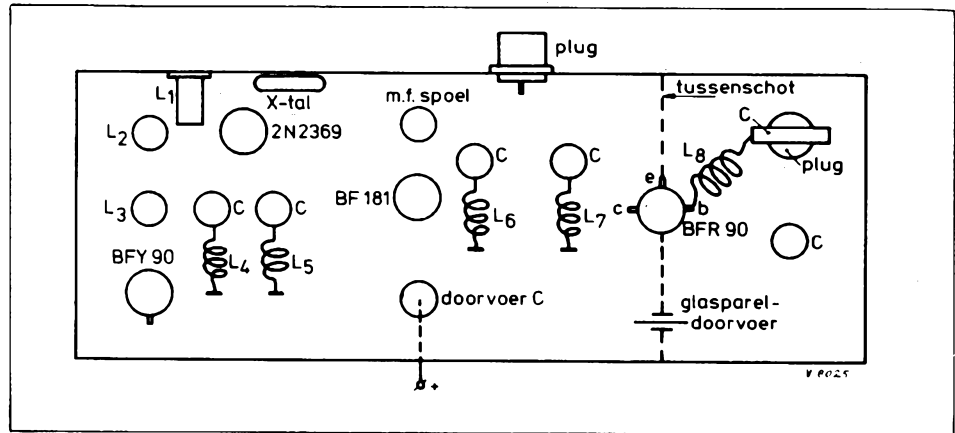 plug
L1
X-tal
m.f. spoel
tussenschot
C
L2
2N2369
plug
L8
C
C
e
L3
C
C
BF 181
L6
L7
c
b
BFR 90
C
BFY 90
L4
L5
doorvoer C
glasparel-
doorvoer
+